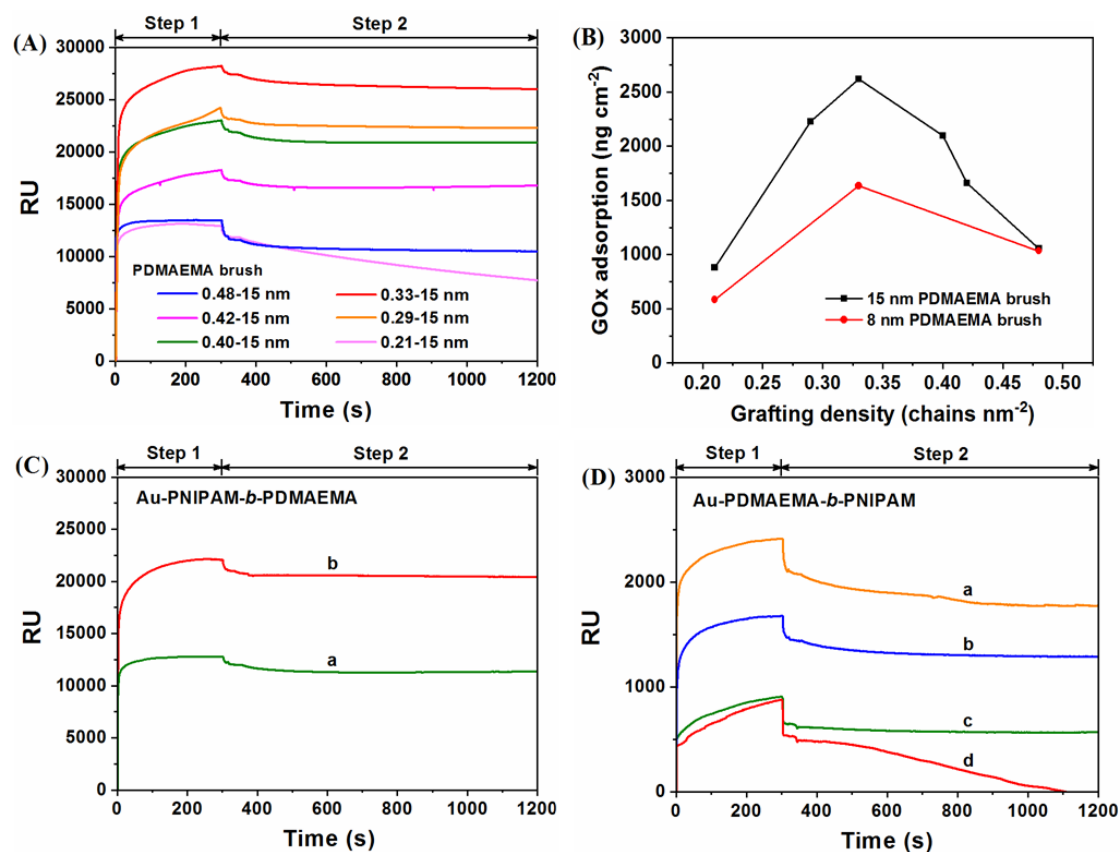 (A)
Step 1 Step 2
30000
25000
20000
15000
10000
5000
0
RU
PDMAEMA brush
0.48-15 nm 0.33-15 nm
0.42-15 nm 0.29-15 nm
0.40-15 nm 0.21-15 nm
0 200 400 600 800 1000 1200
Time (s)
(B)
3000
2500
2000
1500
1000
500
0
GOx adsorption (ng cm⁻²)
15 nm PDMAEMA brush
8 nm PDMAEMA brush
0.20 0.25 0.30 0.35 0.40 0.45 0.50
Grafting density (chains nm⁻²)
(C)
Step 1 Step 2
30000
25000
20000
15000
10000
5000
0
RU
Au-PNIPAM-b-PDMAEMA
b
a
0 200 400 600 800 1000 1200
Time (s)
(D)
Step 1 Step 2
3000
2000
1000
0
RU
Au-PDMAEMA-b-PNIPAM
a
b
c
d
0 200 400 600 800 1000 1200
Time (s)